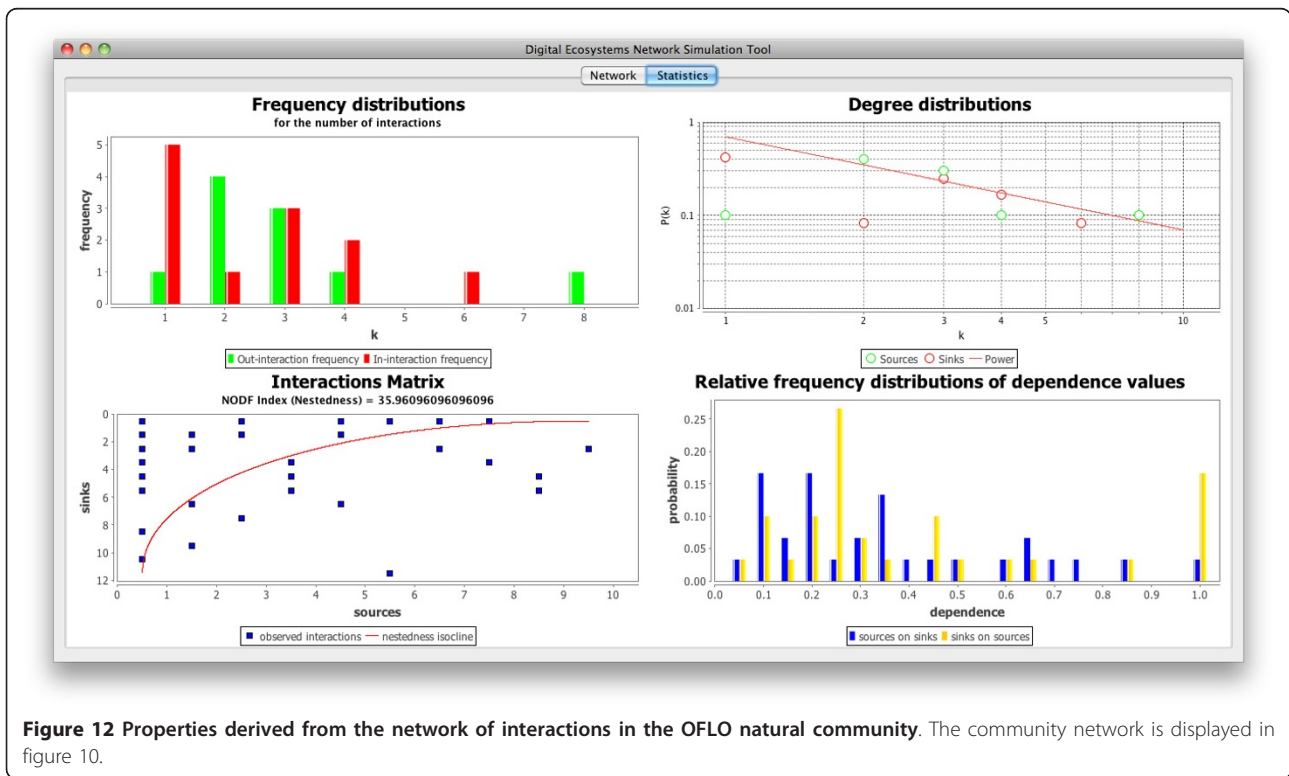 Digital Ecosystems Network Simulation Tool
Network Statistics
Frequency distributions
for the number of interactions
frequency
5
4
3
2
1
0
1 2 3 4 5 6 7 8
k
Out-interaction frequency In-interaction frequency
Degree distributions
P(k)
1
0.1
0.01
1 2 3 4 5 10
k
Sources Sinks Power
Interactions Matrix
NODF Index (Nestedness) = 35.96096096096096
sinks
0
2
4
6
8
10
12
0 1 2 3 4 5 6 7 8 9 10
sources
observed interactions nestedness isocline
Relative frequency distributions of dependence values
probability
0.25
0.20
0.15
0.10
0.05
0.00
0.0 0.1 0.2 0.3 0.4 0.5 0.6 0.7 0.8 0.9 1.0
dependence
sources on sinks sinks on sources
Figure 12 Properties derived from the network of interactions in the OFLO natural community. The community network is displayed in
figure 10.